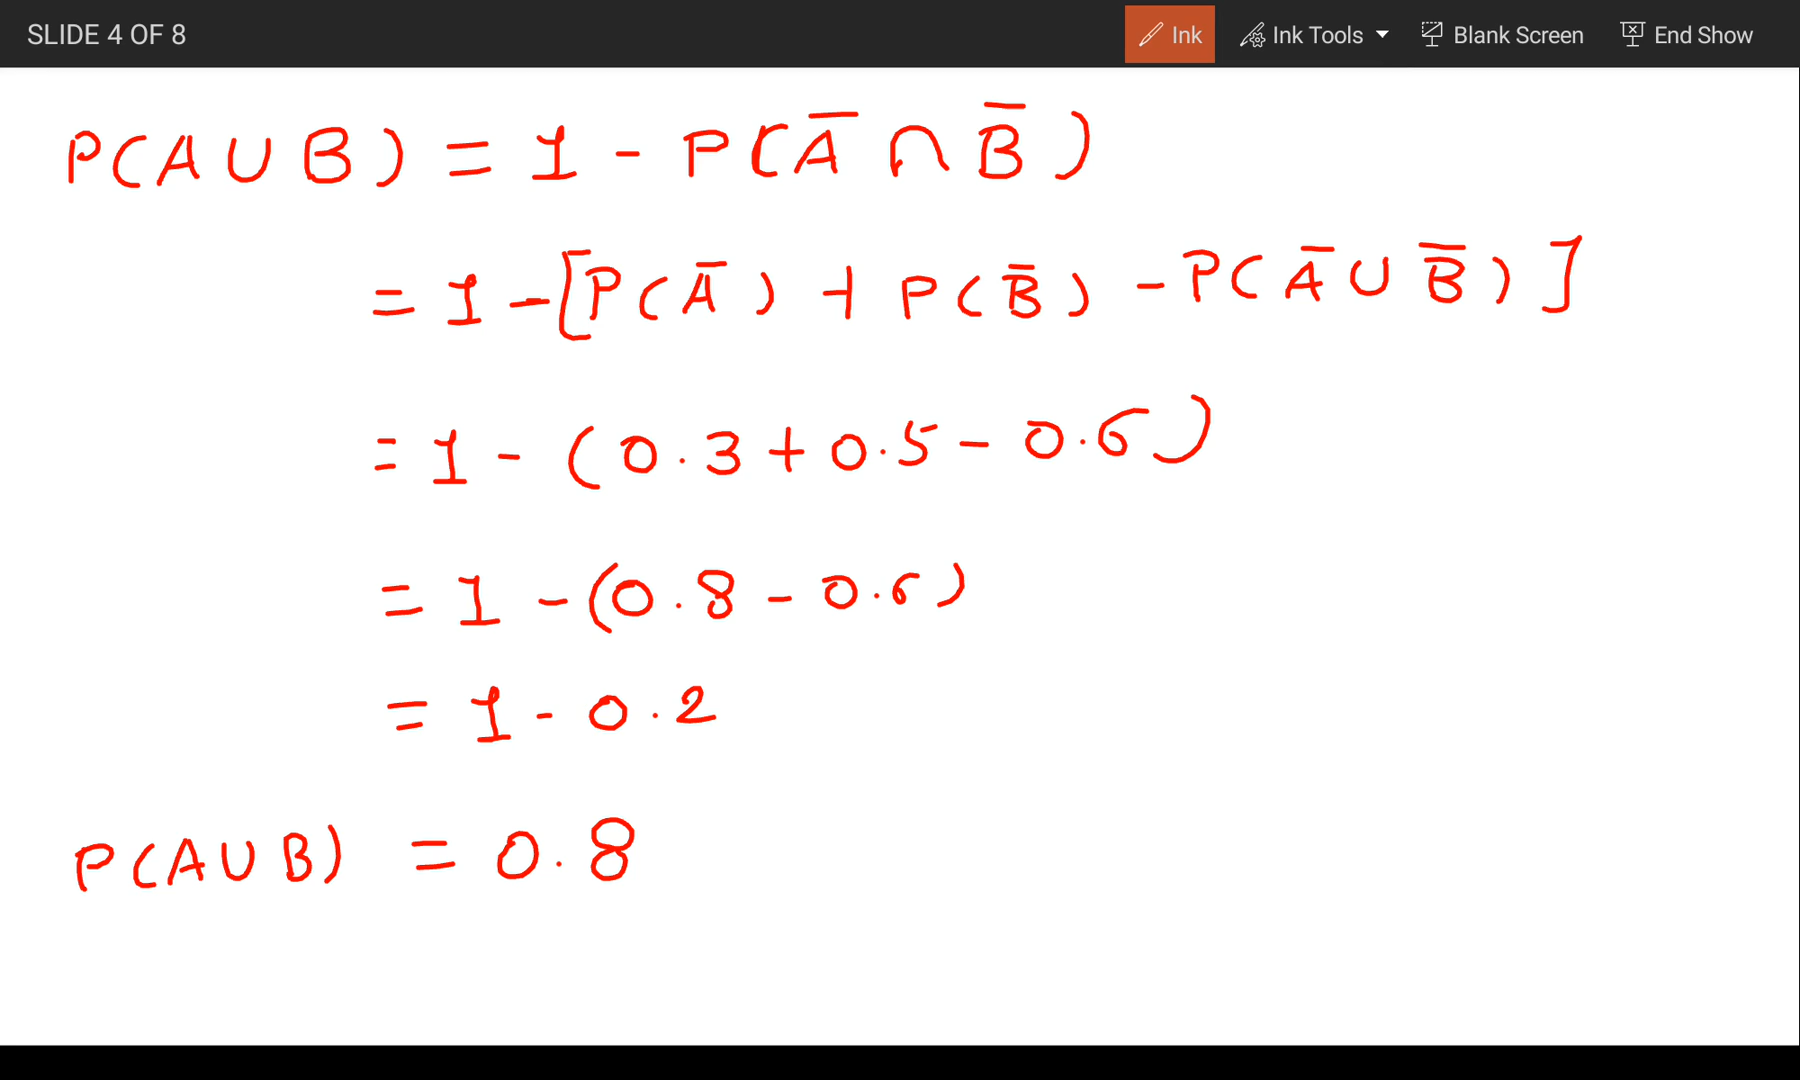 SLIDE 4 OF 8 Ink Ink Tools Blank Screen End Show
P(A ∪ B) = 1 - P(A̅ ∩ B̅)
= 1 - [P(A̅) + P(B̅) - P(A̅ ∪ B̅)]
= 1 - (0.3 + 0.5 - 0.6)
= 1 - (0.8 - 0.6)
= 1 - 0.2
P(A ∪ B) = 0.8